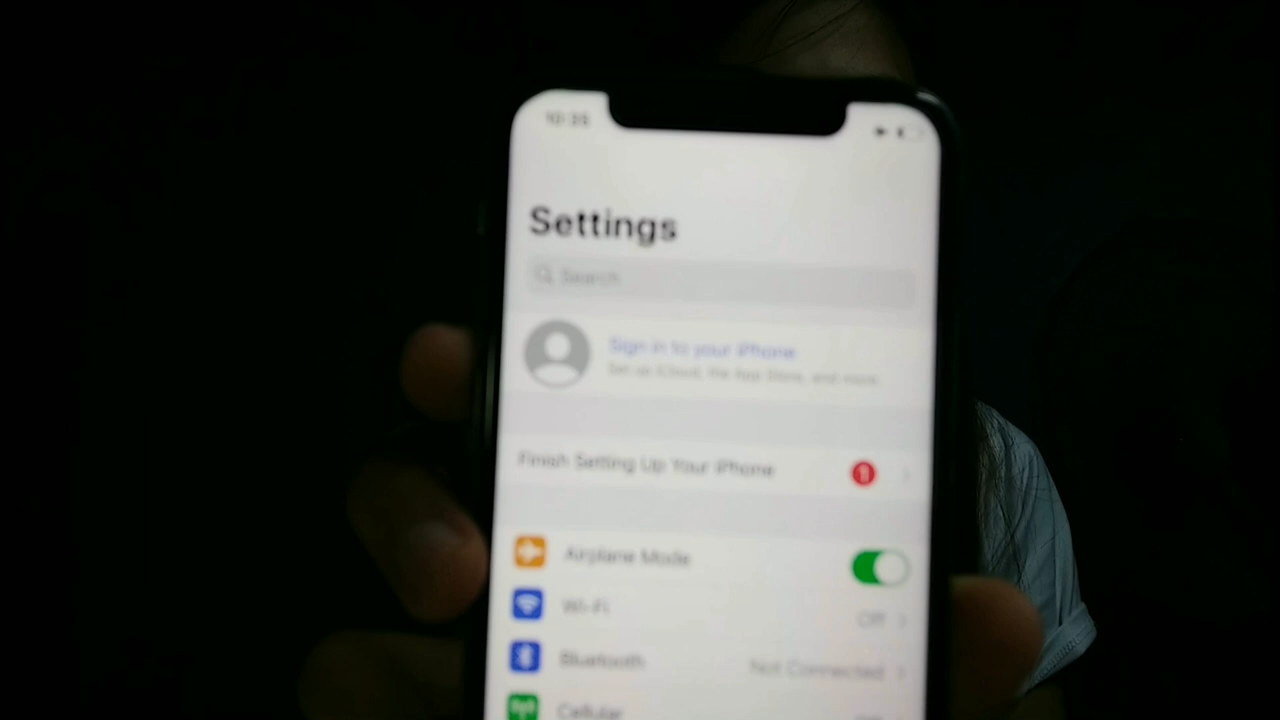 Settings
Search
Sign in to your iPhone
Set up iCloud, the App Store, and more.
Finish Setting Up Your iPhone
1
Airplane Mode
Wi-Fi
Off
Bluetooth
Not Connected
Cellular